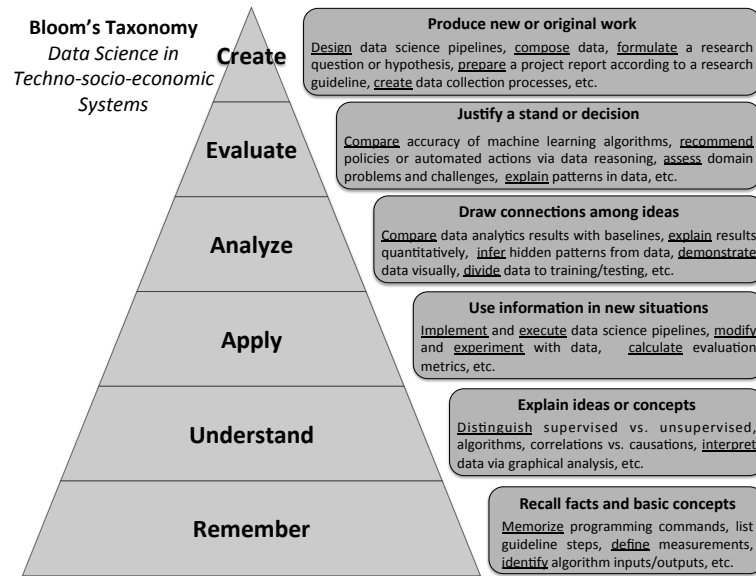 Bloom's Taxonomy
Data Science in
Techno-socio-economic
Systems
Create
Produce new or original work
Design data science pipelines, compose data, formulate a research
question or hypothesis, prepare a project report according to a research
guideline, create data collection processes, etc.
Evaluate
Justify a stand or decision
Compare accuracy of machine learning algorithms, recommend
policies or automated actions via data reasoning, assess domain
problems and challenges, explain patterns in data, etc.
Analyze
Draw connections among ideas
Compare data analytics results with baselines, explain results
quantitatively, infer hidden patterns from data, demonstrate
data visually, divide data to training/testing, etc.
Apply
Use information in new situations
Implement and execute data science pipelines, modify
and experiment with data, calculate evaluation
metrics, etc.
Understand
Explain ideas or concepts
Distinguish supervised vs. unsupervised,
algorithms, correlations vs. causations, interpret
data via graphical analysis, etc.
Remember
Recall facts and basic concepts
Memorize programming commands, list
guideline steps, define measurements,
identify algorithm inputs/outputs, etc.